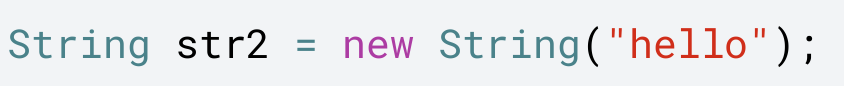 String str2 = new String("hello");